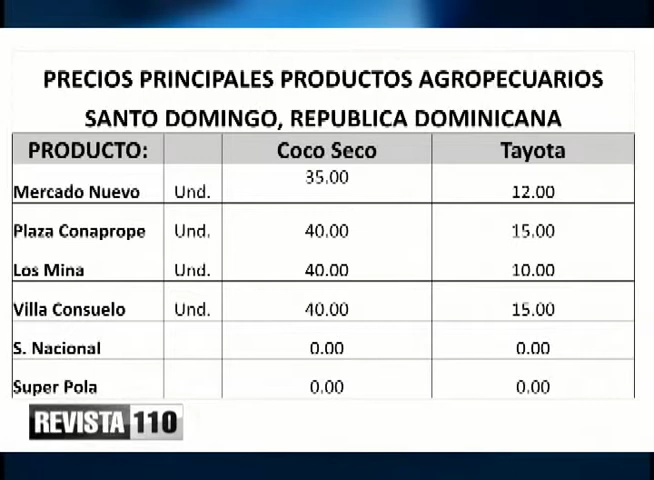 PRECIOS PRINCIPALES PRODUCTOS AGROPECUARIOS
SANTO DOMINGO, REPUBLICA DOMINICANA
PRODUCTO: Coco Seco Tayota
Mercado Nuevo Und. 35.00 12.00
Plaza Conaprope Und. 40.00 15.00
Los Mina Und. 40.00 10.00
Villa Consuelo Und. 40.00 15.00
S. Nacional 0.00 0.00
Super Pola 0.00 0.00
REVISTA 110